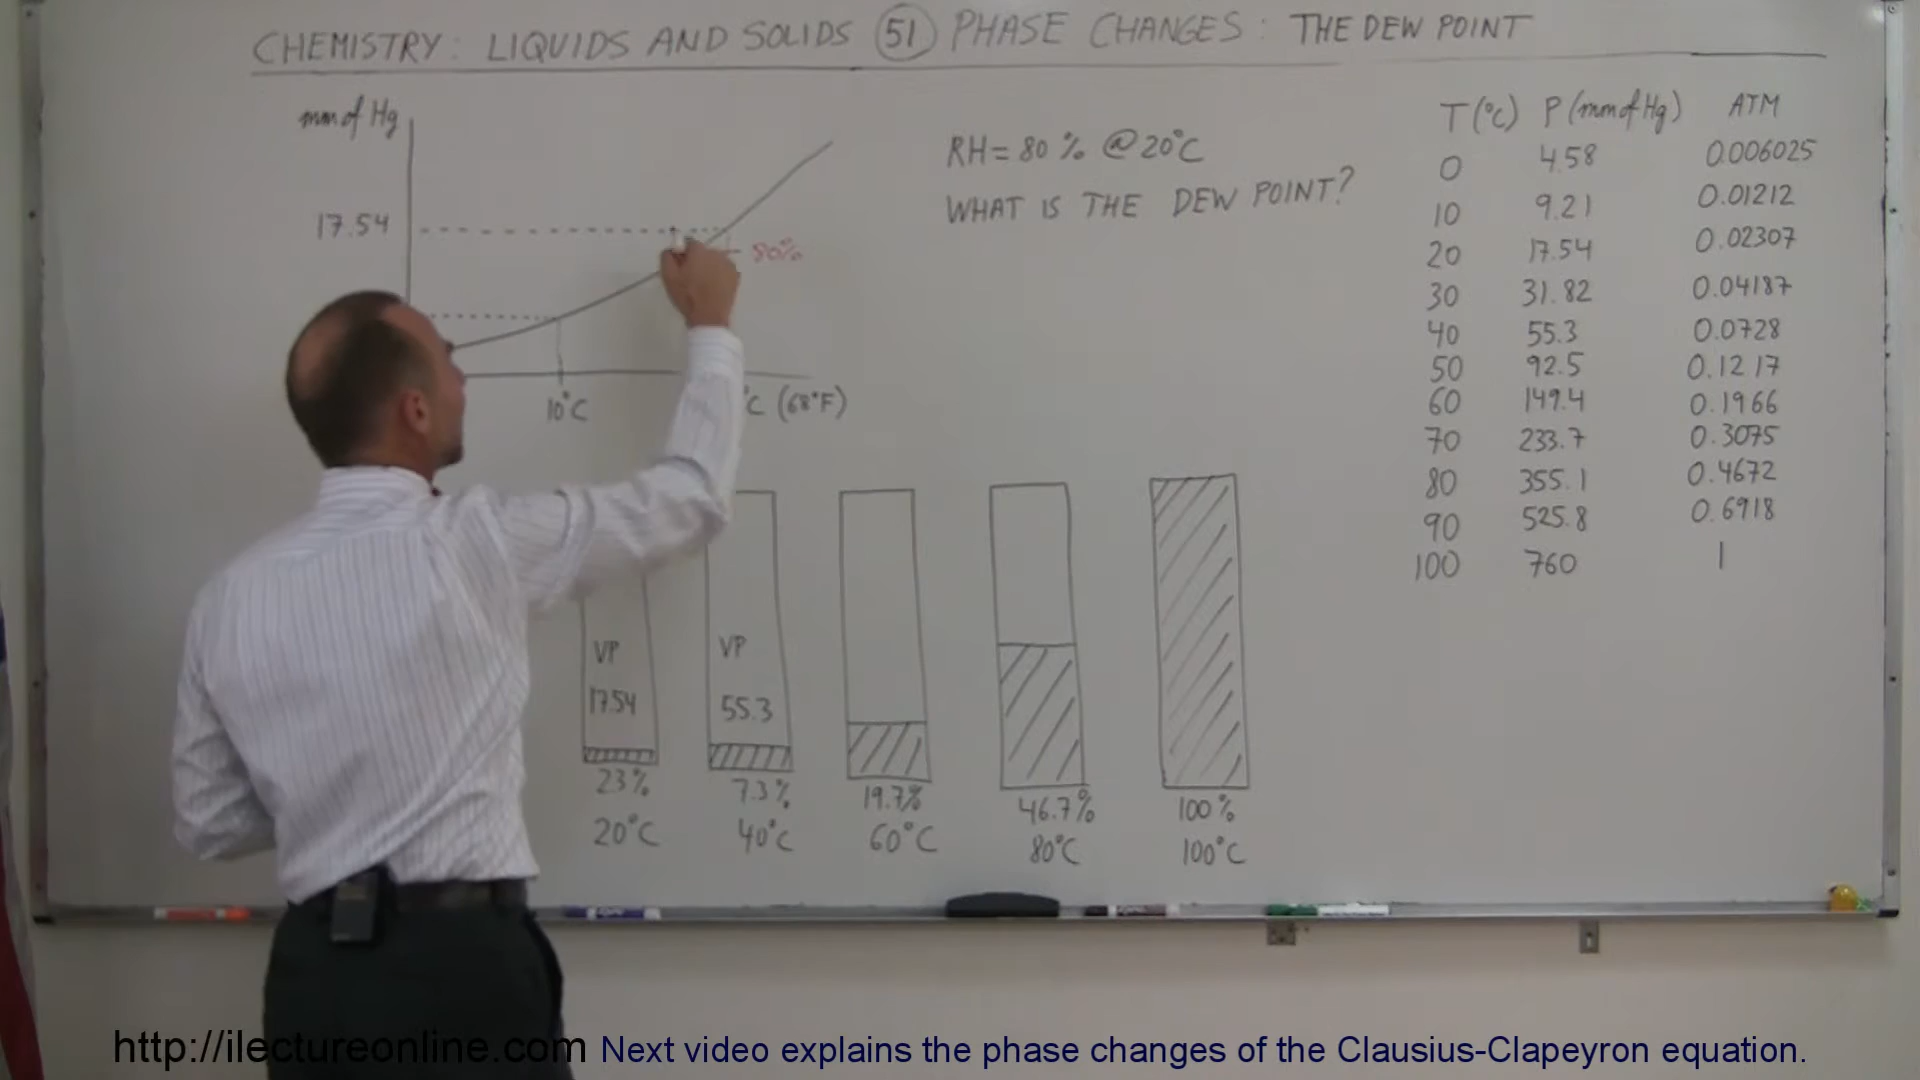 CHEMISTRY: LIQUIDS AND SOLIDS 51 PHASE CHANGES: THE DEW POINT
mm of Hg
17.54
80%
10°C
°C (68°F)
RH = 80% @ 20°C
WHAT IS THE DEW POINT?
T (°C) P (mm of Hg) ATM
0 4.58 0.006025
10 9.21 0.01212
20 17.54 0.02307
30 31.82 0.04187
40 55.3 0.0728
50 92.5 0.1217
60 149.4 0.1966
70 233.7 0.3075
80 355.1 0.4672
90 525.8 0.6918
100 760 1
VP VP
17.54 55.3
2.3% 7.3% 19.7% 46.7% 100%
20°C 40°C 60°C 80°C 100°C
http://ilectureonline.com Next video explains the phase changes of the Clausius-Clapeyron equation.